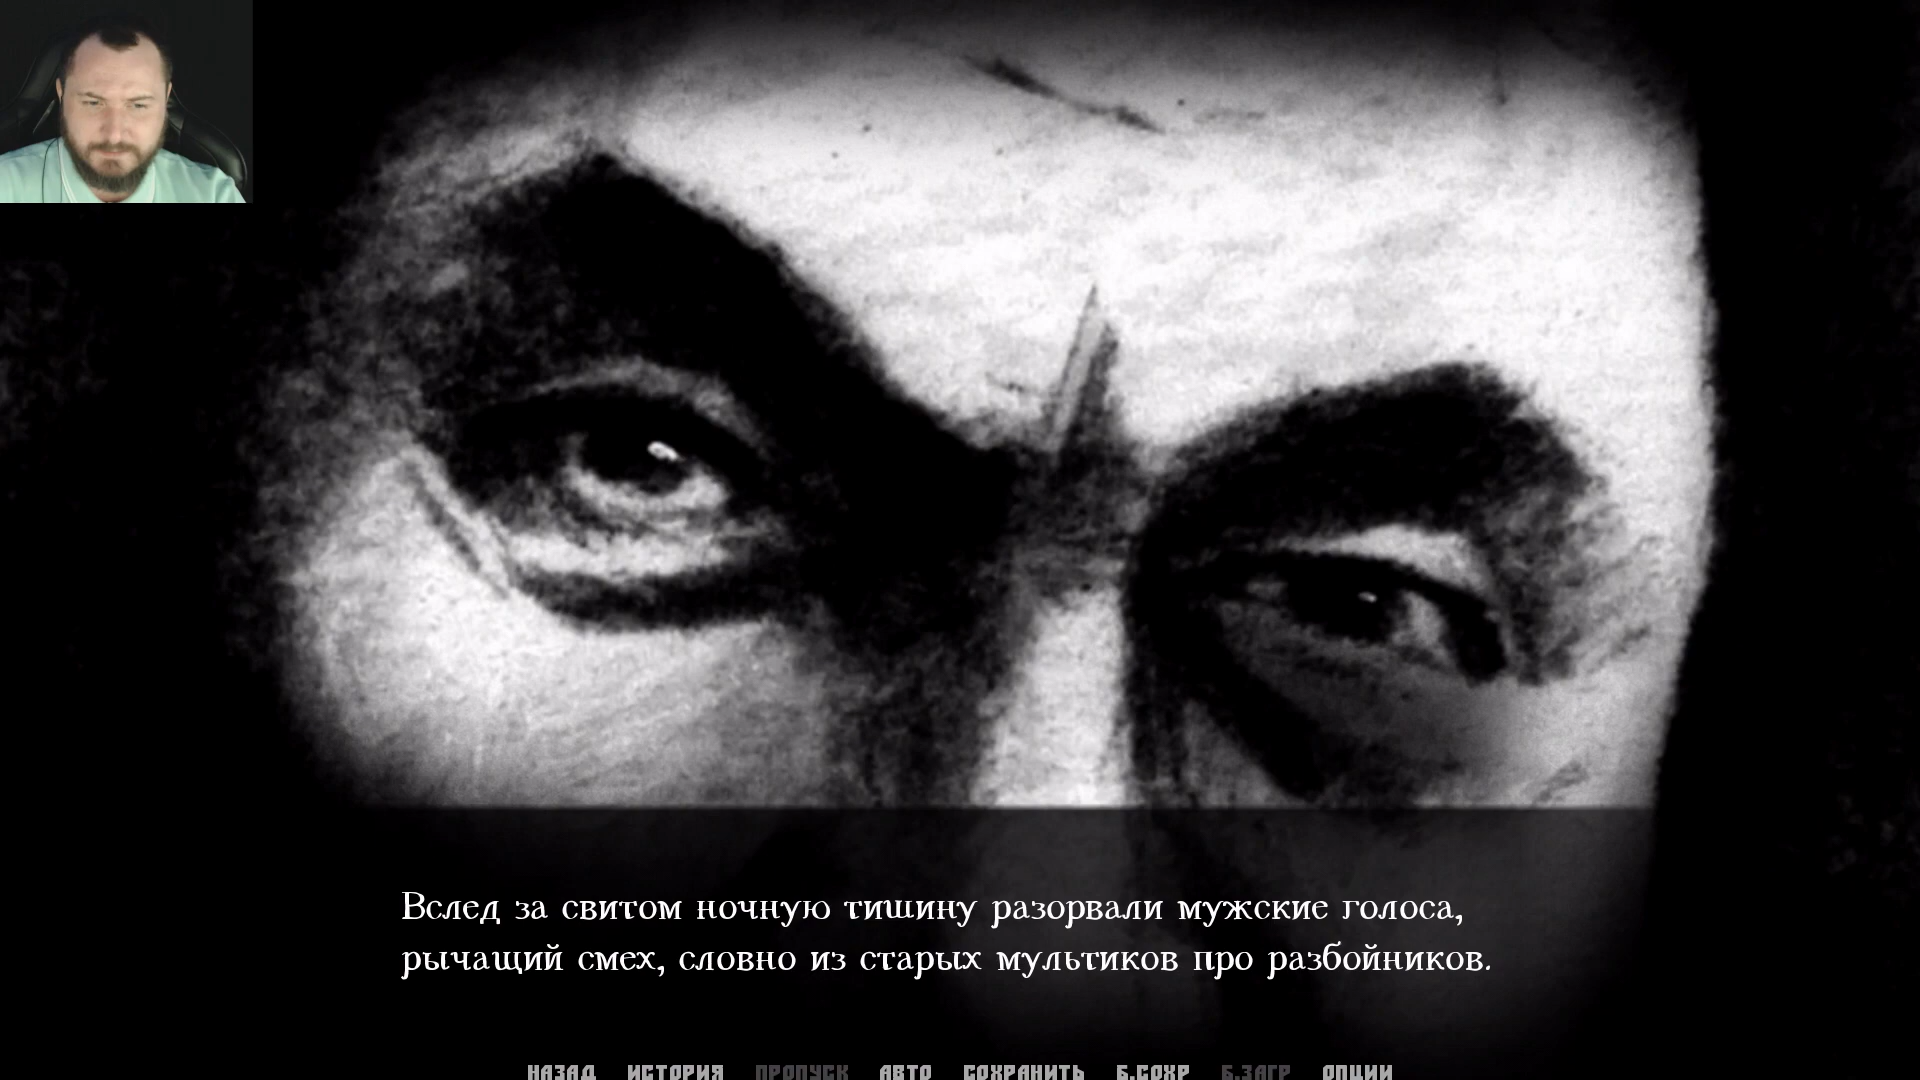 Вслед за свитом ночную тишину разорвали мужские голоса,
рычащий смех, словно из старых мультиков про разбойников.
НАЗАД ИСТОРИЯ ПРОПУСК АВТО СОХРАНИТЬ Б.СОХР Б.ЗАГР ОПЦИИ